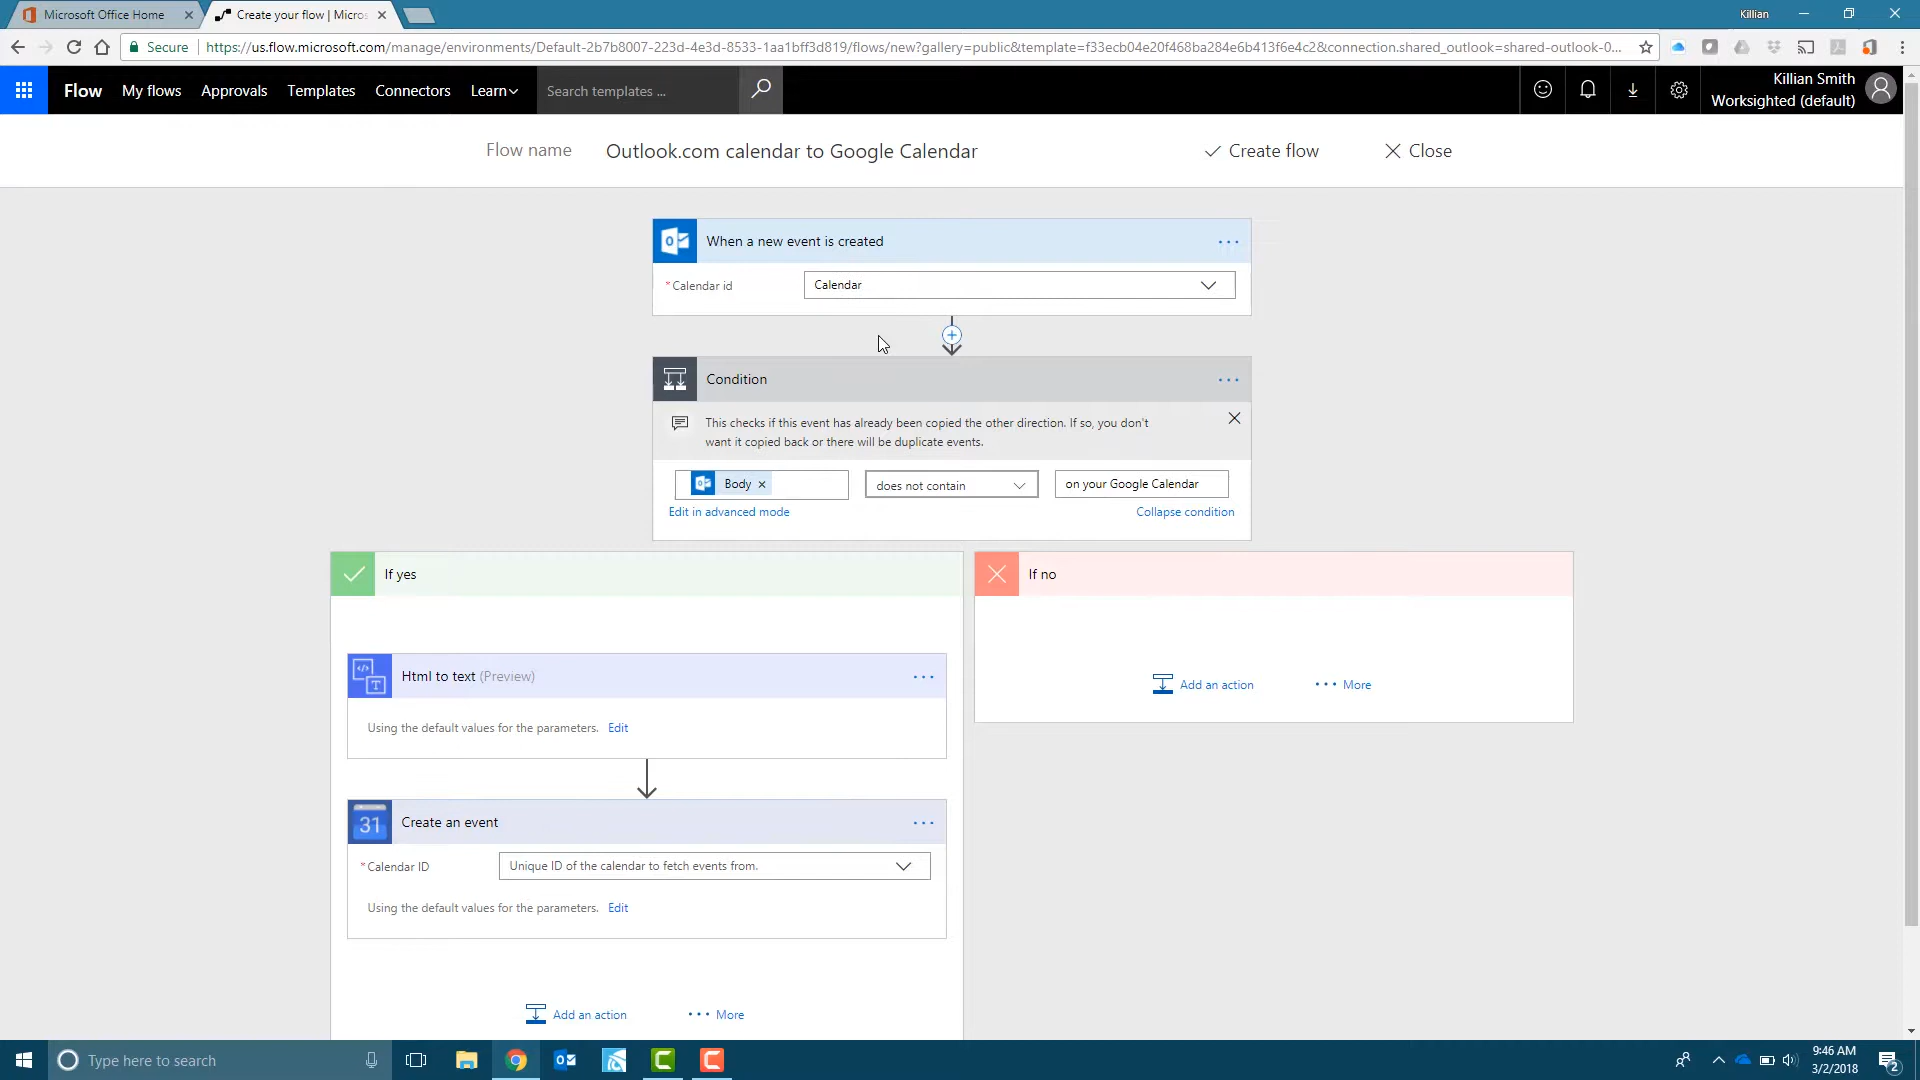 Microsoft Office Home
Create your flow | Micros
Killian
Secure
https://us.flow.microsoft.com/manage/environments/Default-2b7b8007-223d-4e3d-8533-1aa1bff3d819/flows/new?gallery=public&template=f33ecb04e20f468ba284e6b413f6e4c2&connection.shared_outlook=shared-outlook-0...
Flow
My flows
Approvals
Templates
Connectors
Learn
Search templates ...
Killian Smith
Worksighted (default)
Flow name
Outlook.com calendar to Google Calendar
Create flow
Close
When a new event is created
* Calendar id
Calendar
Condition
This checks if this event has already been copied the other direction. If so, you don't
want it copied back or there will be duplicate events.
Body
does not contain
on your Google Calendar
Edit in advanced mode
Collapse condition
If yes
If no
Html to text (Preview)
Add an action
More
Using the default values for the parameters. Edit
31
Create an event
* Calendar ID
Unique ID of the calendar to fetch events from.
Using the default values for the parameters. Edit
Add an action
More
Type here to search
9:46 AM
3/2/2018
2